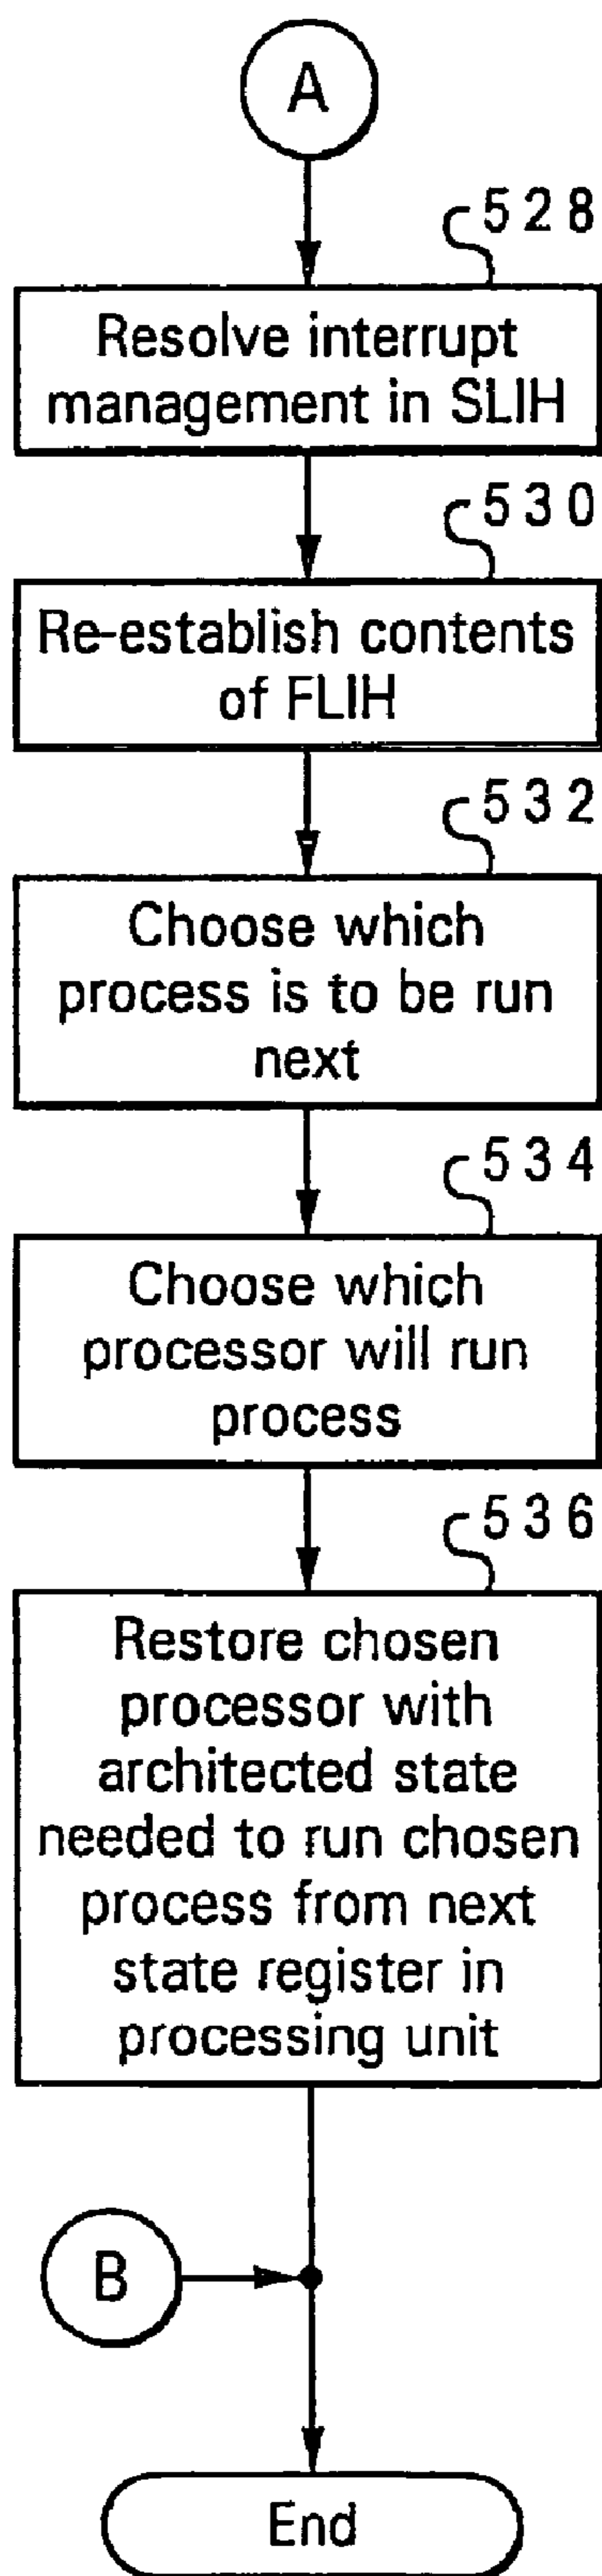 A
528
Resolve interrupt
management in SLIH
530
Re-establish contents
of FLIH
532
Choose which
process is to be run
next
534
Choose which
processor will run
process
536
Restore chosen
processor with
architected state
needed to run chosen
process from next
state register in
processing unit
B
End